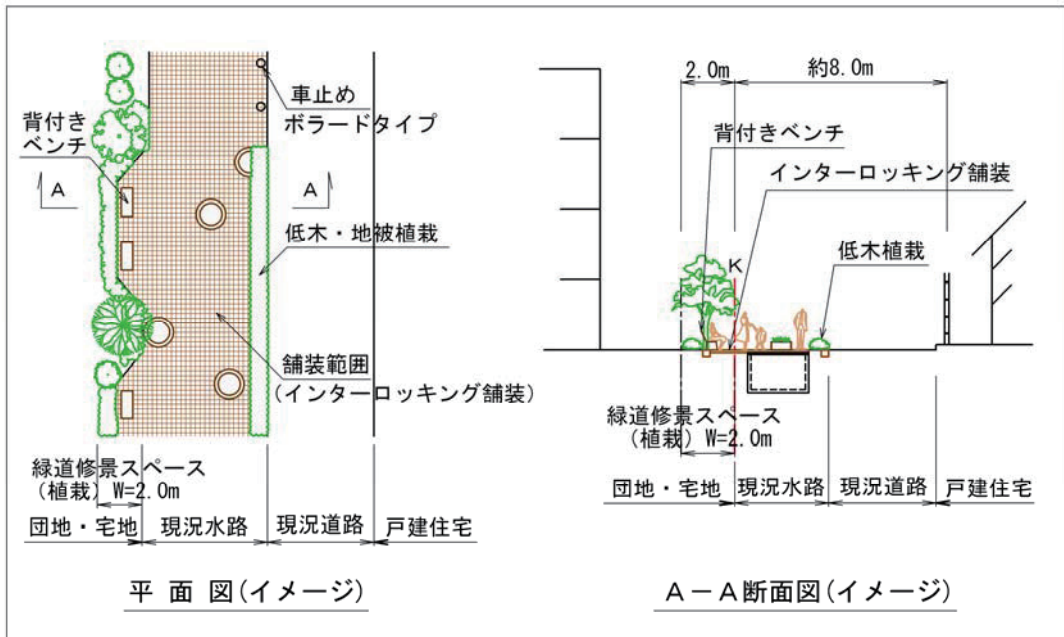 車止め
ボラードタイプ
背付き
ベンチ
A
A
低木・地被植栽
舗装範囲
(インターロッキング舗装)
緑道修景スペース
(植栽) W=2.0m
団地・宅地
現況水路
現況道路
戸建住宅
平 面 図(イメージ)
2.0m
約8.0m
背付きベンチ
インターロッキング舗装
低木植栽
K
緑道修景スペース
(植栽) W=2.0m
団地・宅地
現況水路
現況道路
戸建住宅
A-A断面図(イメージ)